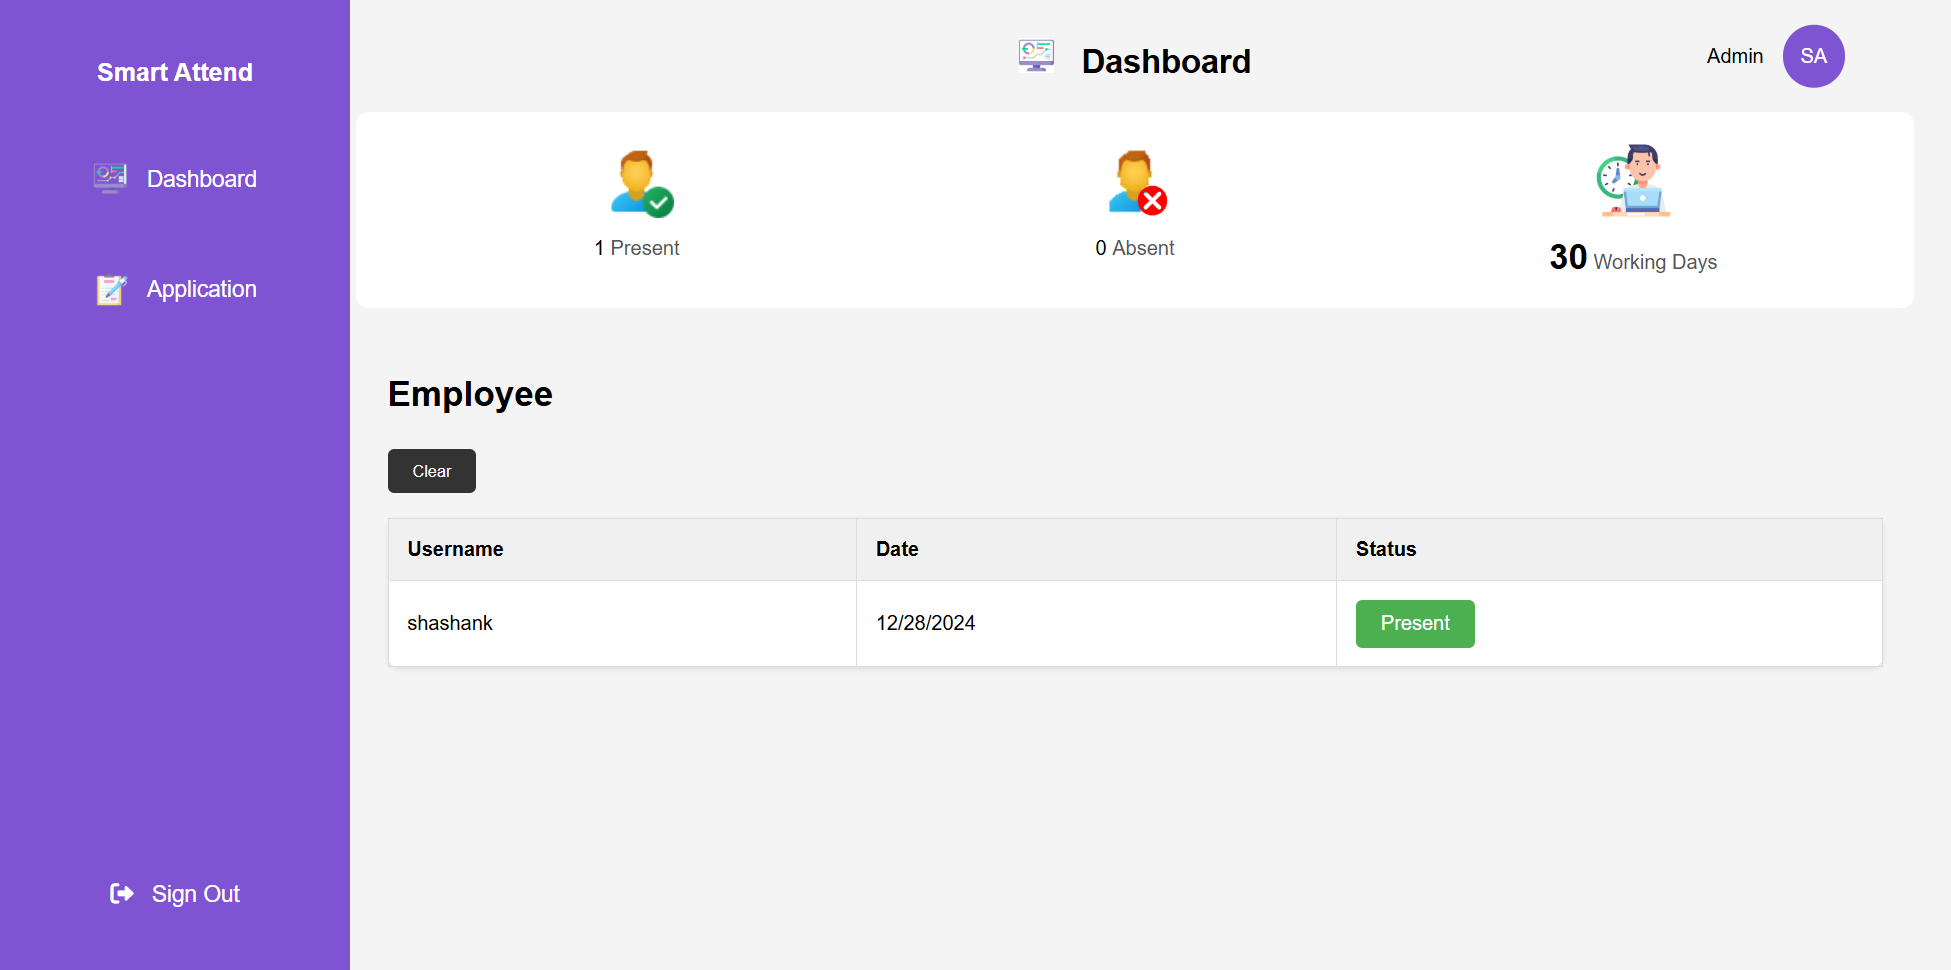 Smart Attend
Dashboard
Application
Sign Out
Dashboard
Admin
SA
1 Present
0 Absent
30 Working Days
Employee
Clear
Username Date Status
shashank 12/28/2024 Present